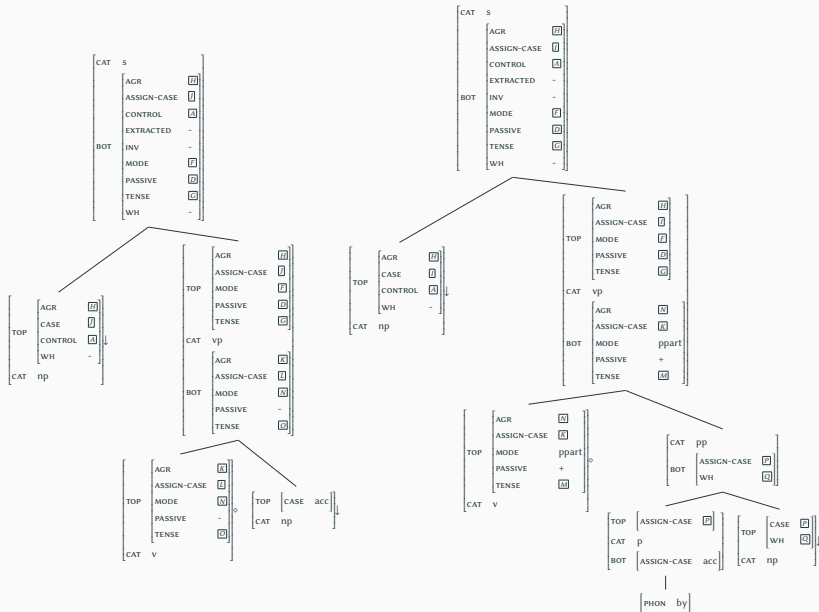 CAT s
BOT
AGR H
ASSIGN-CASE I
CONTROL A
EXTRACTED -
INV -
MODE F
PASSIVE D
TENSE G
WH -
TOP
AGR H
CASE I
CONTROL A
WH -
CAT np
↓
TOP
AGR H
ASSIGN-CASE I
MODE F
PASSIVE D
TENSE G
CAT vp
BOT
AGR K
ASSIGN-CASE L
MODE N
PASSIVE -
TENSE O
TOP
AGR K
ASSIGN-CASE L
MODE N
PASSIVE -
TENSE O
CAT v
◇
TOP CASE acc
CAT np
↓
CAT s
BOT
AGR H
ASSIGN-CASE I
CONTROL A
EXTRACTED -
INV -
MODE F
PASSIVE D
TENSE G
WH -
TOP
AGR H
CASE I
CONTROL A
WH -
CAT np
↓
TOP
AGR H
ASSIGN-CASE I
MODE F
PASSIVE D
TENSE G
CAT vp
BOT
AGR N
ASSIGN-CASE K
MODE ppart
PASSIVE +
TENSE M
TOP
AGR N
ASSIGN-CASE K
MODE ppart
PASSIVE +
TENSE M
CAT v
◇
CAT pp
BOT
ASSIGN-CASE P
WH Q
TOP ASSIGN-CASE P
CAT p
BOT ASSIGN-CASE acc
PHON by
TOP
CASE P
WH Q
CAT np
↓